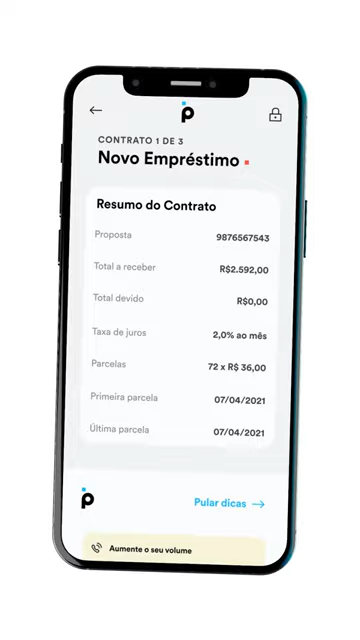 CONTRATO 1 DE 3
Novo Empréstimo
Resumo do Contrato
Proposta 9876567543
Total a receber R$2.592,00
Total devido R$0,00
Taxa de juros 2,0% ao mês
Parcelas 72 x R$ 36,00
Primeira parcela 07/04/2021
Última parcela 07/04/2021
Pular dicas
Aumente o seu volume